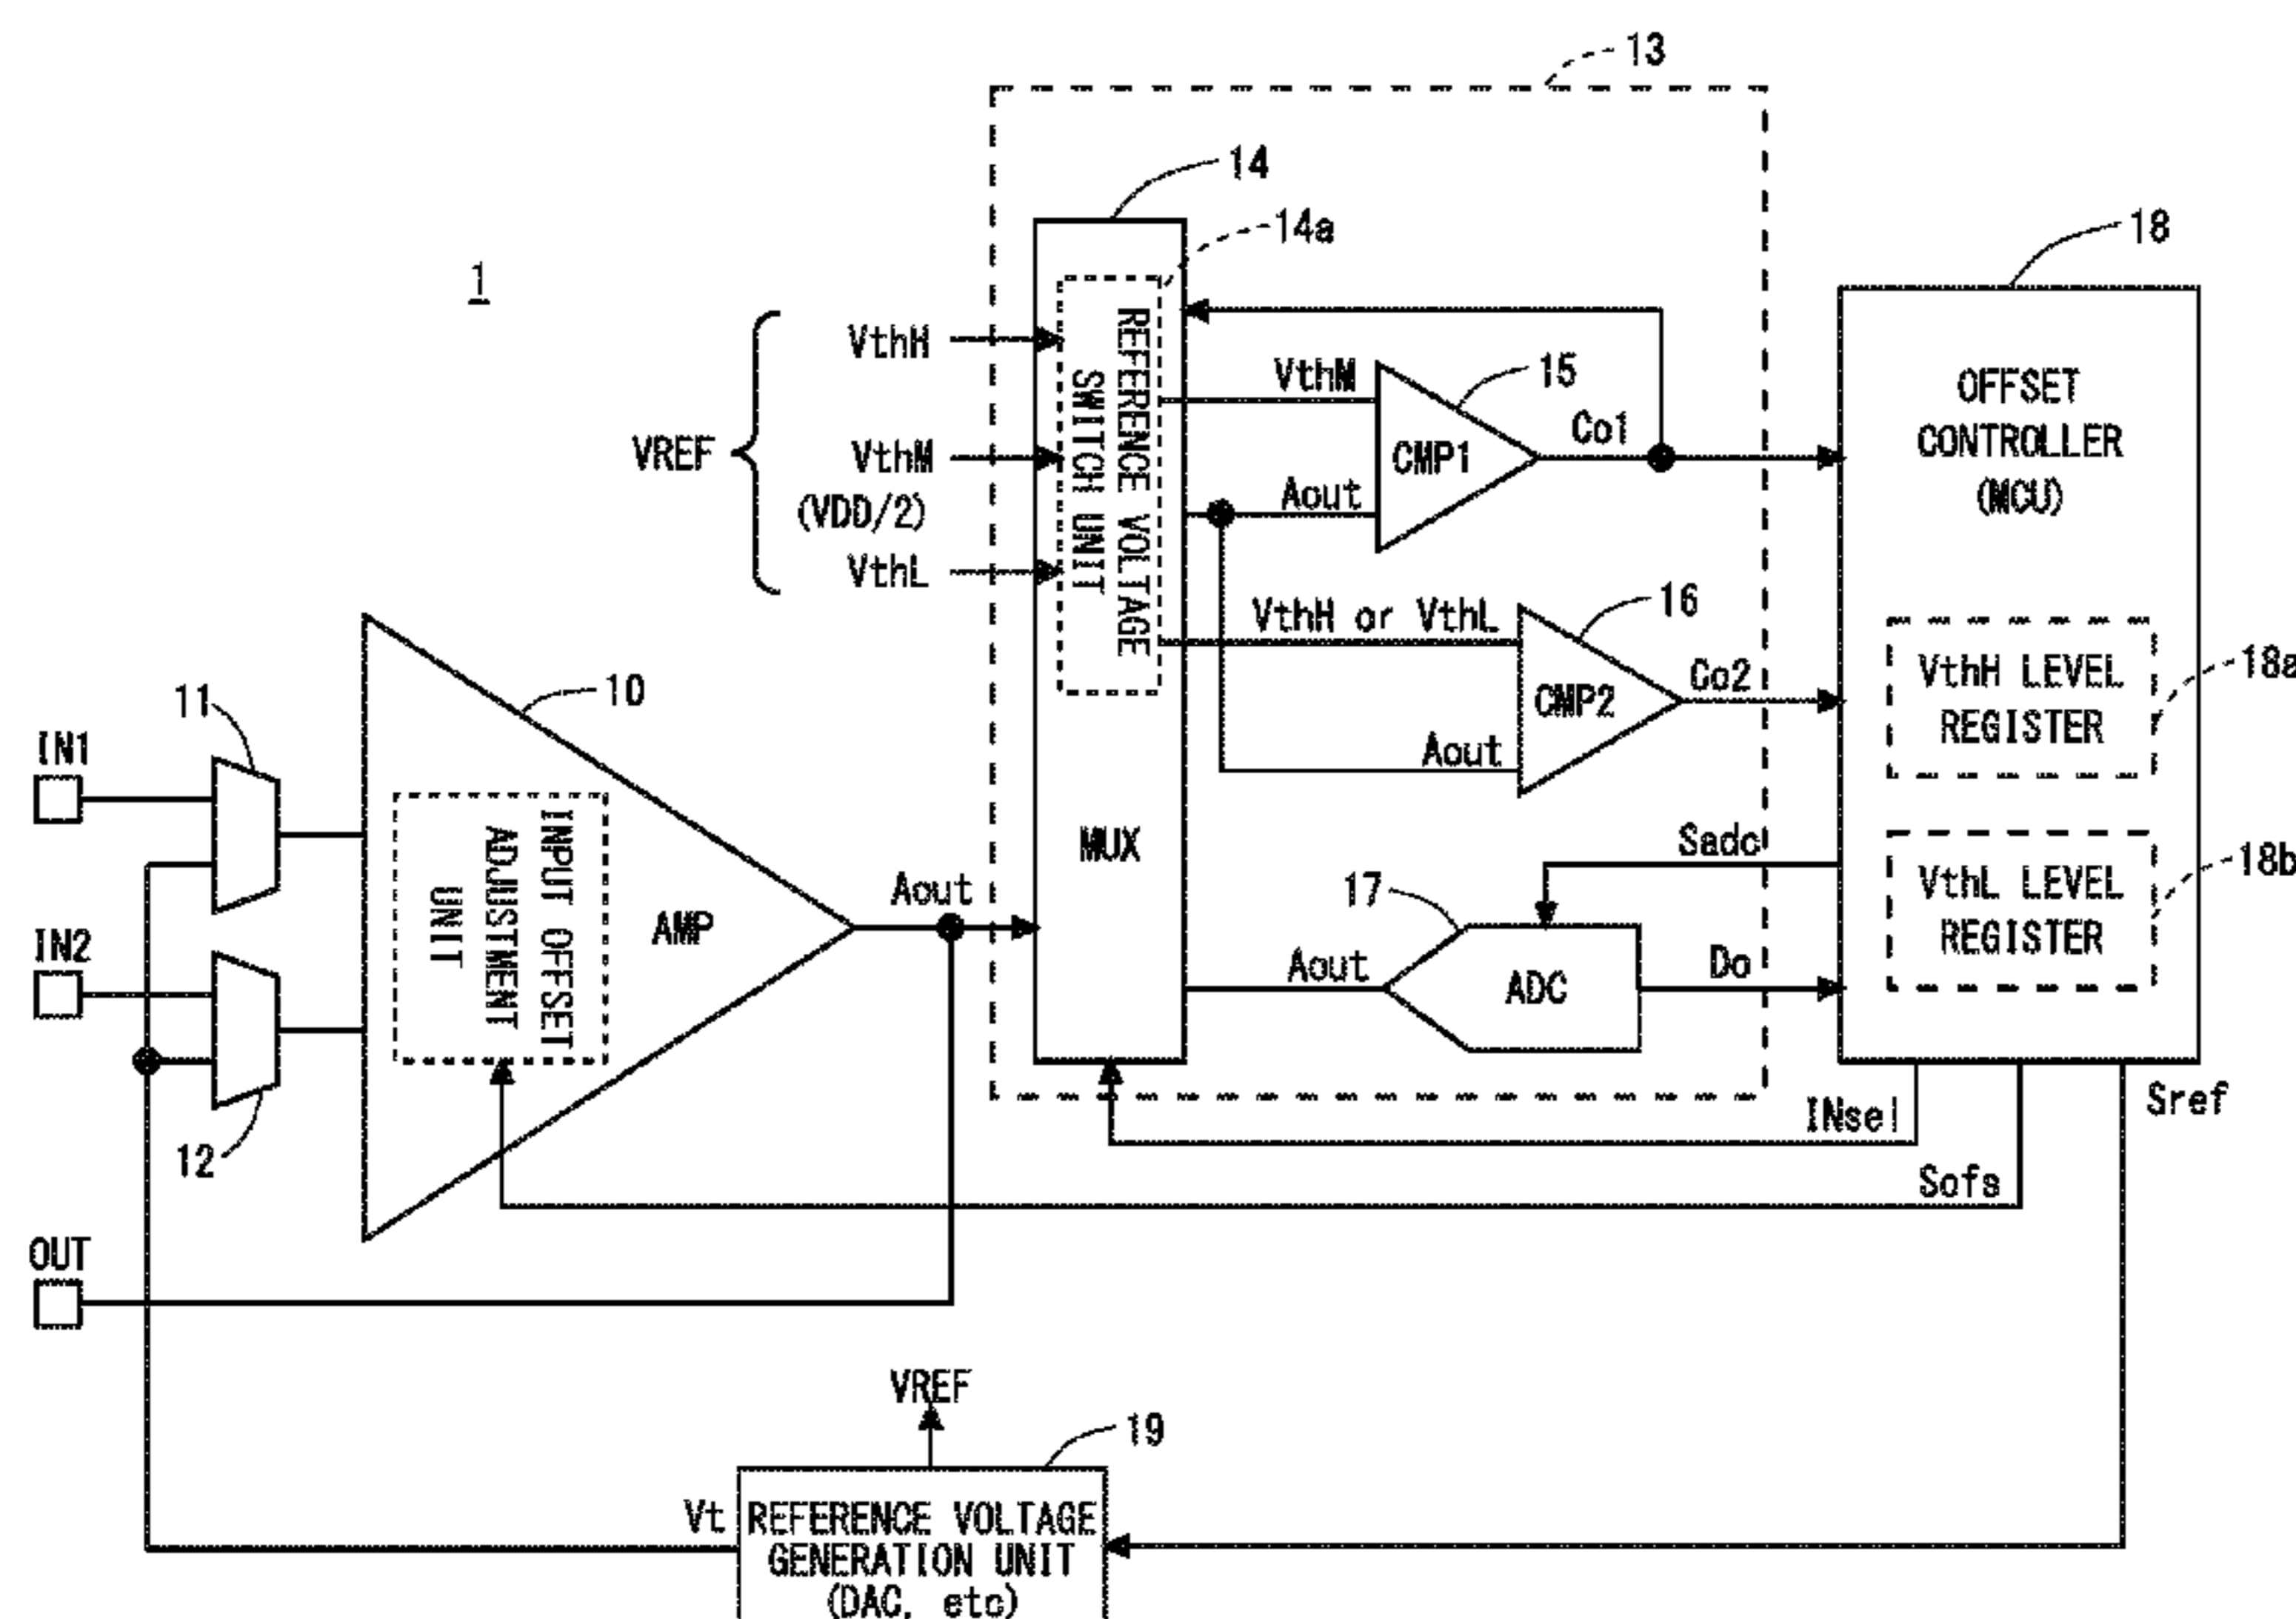 13
14
14a
18
1
VREF
VthH
VthM
(VDD/2)
VthL
REFERENCE VOLTAGE
SWITCH UNIT
MUX
VthM
Aout
CMP1
15
Co1
VthH or VthL
Aout
CMP2
16
Co2
OFFSET
CONTROLLER
(MCU)
VthH LEVEL
REGISTER
18a
VthL LEVEL
REGISTER
18b
Sadc
17
Aout
ADC
Do
IN1
11
10
IN2
12
INPUT OFFSET
ADJUSTMENT
UNIT
AMP
Aout
INsel
Sofs
Sref
OUT
VREF
19
Vt
REFERENCE VOLTAGE
GENERATION UNIT
(DAC, etc)